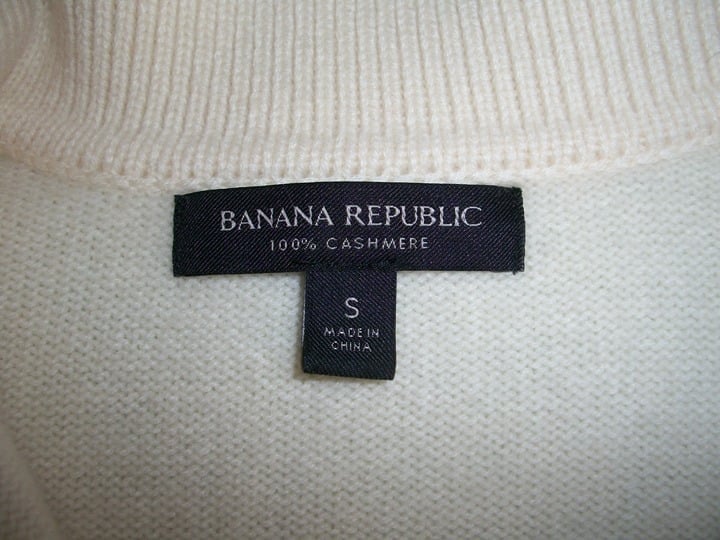 BANANA REPUBLIC
100% CASHMERE
S
MADE IN
CHINA